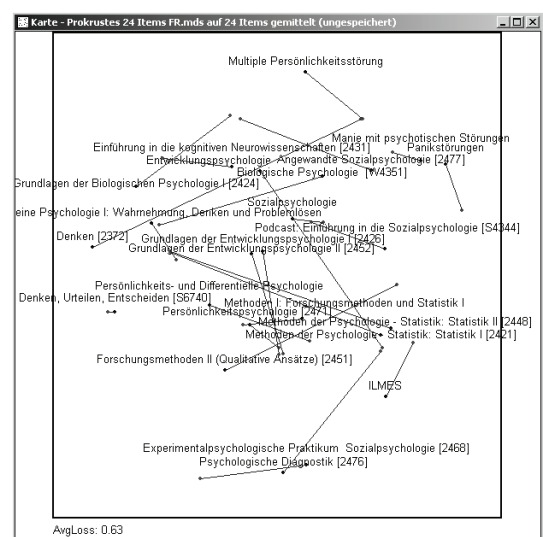 Karte - Prokrustes 24 Items FR.mds auf 24 Items gemittelt (ungespeichert)
Multiple Persönlichkeitsstörung
Manie mit psychotischen Störungen
Einführung in die kognitiven Neurowissenschaften [2431]
Panikstörungen
Entwicklungspsychologie
Angewandte Sozialpsychologie [2477]
Biologische Psychologie [W4351]
Grundlagen der Biologischen Psychologie I [2424]
Sozialpsychologie
eine Psychologie I: Wahrnehmung, Denken und Problemlösen
Podcast: Einführung in die Sozialpsychologie [S4344]
Denken [2372]
Grundlagen der Entwicklungspsychologie I [2426]
Grundlagen der Entwicklungspsychologie II [2452]
Persönlichkeits- und Differentielle Psychologie
Denken, Urteilen, Entscheiden [S6740]
Methoden I: Forschungsmethoden und Statistik I
Persönlichkeitspsychologie [2471]
Methoden der Psychologie - Statistik: Statistik II [2448]
Methoden der Psychologie - Statistik: Statistik I [2421]
Forschungsmethoden II (Qualitative Ansätze) [2451]
ILMES
Experimentalpsychologische Praktikum Sozialpsychologie [2468]
Psychologische Diagnostik [2476]
AvgLoss: 0.63